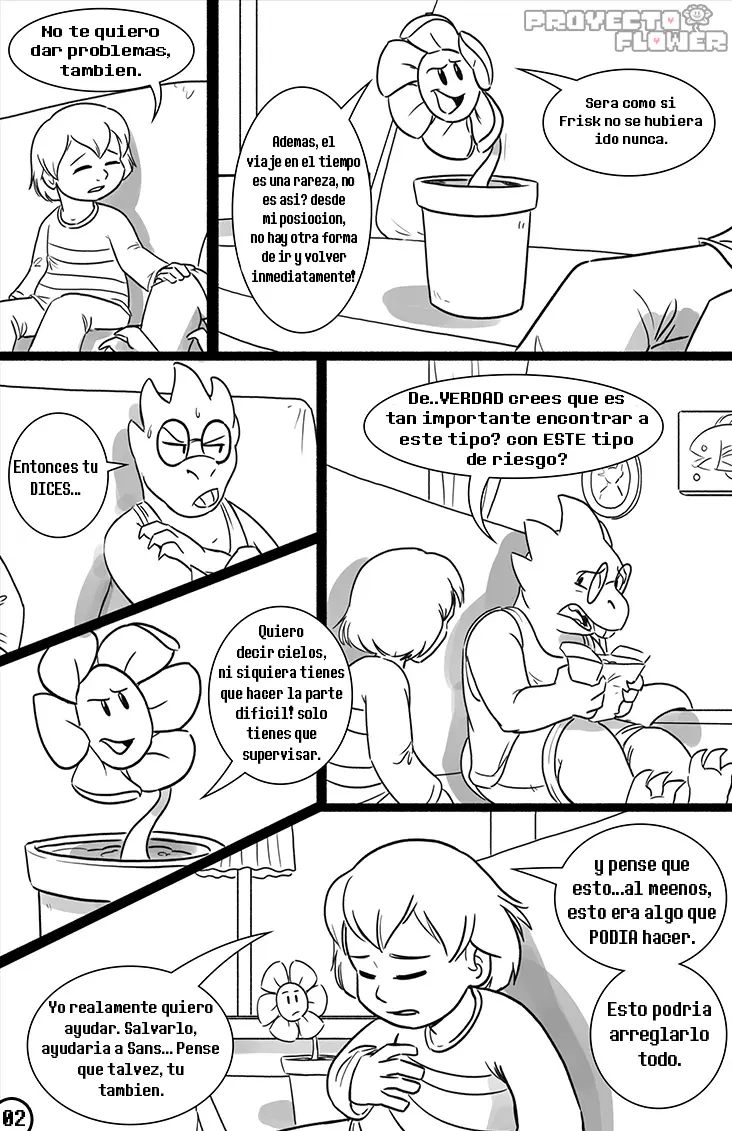 PROYECTO
FLOWER
No te quiero
dar problemas,
tambien.
Ademas, el
viaje en el tiempo
es una rareza, no
es asi? desde
mi posiocion,
no hay otra forma
de ir y volver
inmediatamente!
Sera como si
Frisk no se hubiera
ido nunca.
Entonces tu
DICES...
De..VERDAD crees que es
tan importante encontrar a
este tipo? con ESTE tipo
de riesgo?
Quiero
decir cielos,
ni siquiera tienes
que hacer la parte
dificil! solo
tienes que
supervisar.
y pense que
esto...al meenos,
esto era algo que
PODIA hacer.
Esto podria
arreglarlo
todo.
Yo realamente quiero
ayudar. Salvarlo,
ayudaria a Sans... Pense
que talvez, tu
tambien.
02